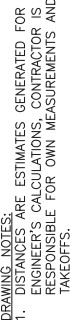 DRAWING NOTES:
1. DISTANCES ARE ESTIMATES GENERATED FOR
ENGINEER'S CALCULATIONS, CONTRACTOR IS
RESPONSIBLE FOR OWN MEASUREMENTS AND
TAKEOFFS.